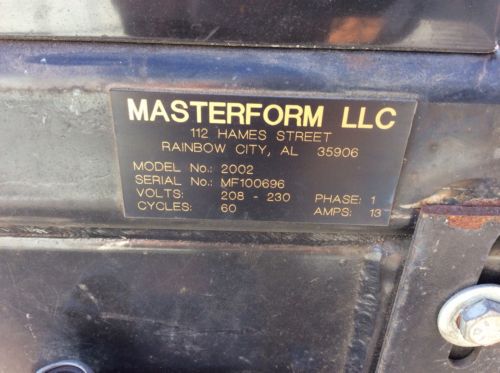 MASTERFORM LLC
112 HAMES STREET
RAINBOW CITY, AL 35906
MODEL No.: 2002
SERIAL No.: MF100696
VOLTS: 208 - 230 PHASE: 1
CYCLES: 60 AMPS: 13